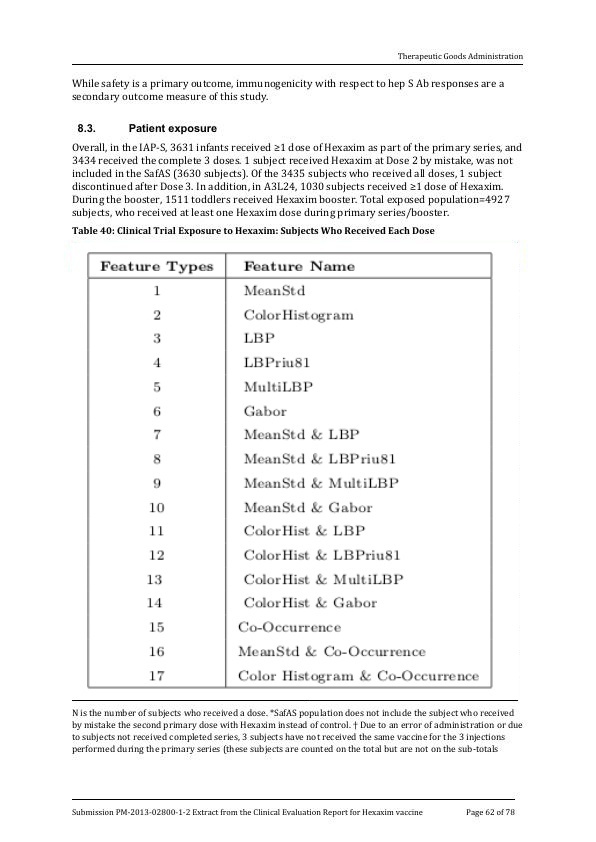 Therapeutic Goods Administration
While safety is a primary outcome, immunogenicity with respect to hep S Ab responses are a
secondary outcome measure of this study.
8.3. Patient exposure
Overall, in the IAP-S, 3631 infants received ≥1 dose of Hexaxim as part of the primary series, and
3434 received the complete 3 doses. 1 subject received Hexaxim at Dose 2 by mistake, was not
included in the SafAS (3630 subjects). Of the 3435 subjects who received all doses, 1 subject
discontinued after Dose 3. In addition, in A3L24, 1030 subjects received ≥1 dose of Hexaxim.
During the booster, 1511 toddlers received Hexaxim booster. Total exposed population=4927
subjects, who received at least one Hexaxim dose during primary series/booster.
Table 40: Clinical Trial Exposure to Hexaxim: Subjects Who Received Each Dose
Feature Types Feature Name
1 MeanStd
2 ColorHistogram
3 LBP
4 LBPriu81
5 MultiLBP
6 Gabor
7 MeanStd & LBP
8 MeanStd & LBPriu81
9 MeanStd & MultiLBP
10 MeanStd & Gabor
11 ColorHist & LBP
12 ColorHist & LBPriu81
13 ColorHist & MultiLBP
14 ColorHist & Gabor
15 Co-Occurrence
16 MeanStd & Co-Occurrence
17 Color Histogram & Co-Occurrence
N is the number of subjects who received a dose. *SafAS population does not include the subject who received
by mistake the second primary dose with Hexaxim instead of control. † Due to an error of administration or due
to subjects not received completed series, 3 subjects have not received the same vaccine for the 3 injections
performed during the primary series (these subjects are counted on the total but are not on the sub-totals
Submission PM-2013-02800-1-2 Extract from the Clinical Evaluation Report for Hexaxim vaccine Page 62 of 78